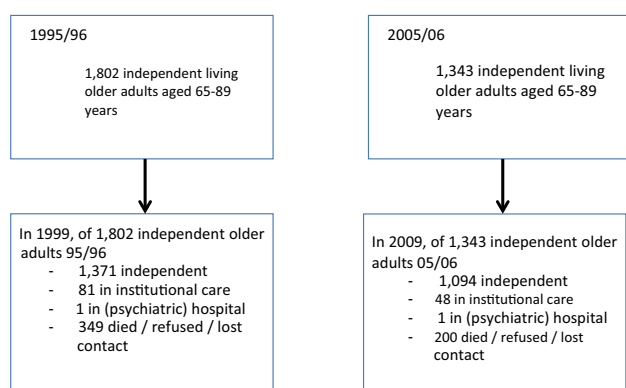 1995/96
1,802 independent living
older adults aged 65-89
years
2005/06
1,343 independent living
older adults aged 65-89
years
In 1999, of 1,802 independent older
adults 95/96
- 1,371 independent
- 81 in institutional care
- 1 in (psychiatric) hospital
- 349 died / refused / lost
contact
In 2009, of 1,343 independent older
adults 05/06
- 1,094 independent
- 48 in institutional care
- 1 in (psychiatric) hospital
- 200 died / refused / lost
contact